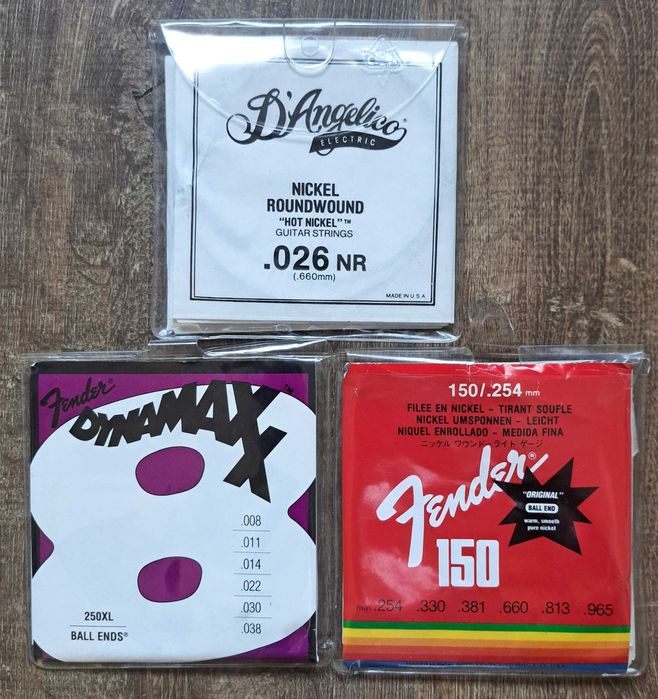 D'Angelico®
ELECTRIC
NICKEL
ROUNDWOUND
"HOT NICKEL"™
GUITAR STRINGS
.026 NR
(.660mm)
MADE IN U.S.A.
Fender®
DYNAMAXX™
.008
.011
.014
.022
.030
.038
250XL
BALL ENDS®
150/.254 mm
FILEE EN NICKEL - TIRANT SOUFLE
NICKEL UMSPONNEN - LEICHT
NIQUEL ENROLLADO - MEDIDA FINA
ニッケル ワウンド-ライト ゲージ
Fender®
"ORIGINAL"
BALL END
warm, smooth
pure nickel
150
mm .254 .330 .381 .660 .813 .965